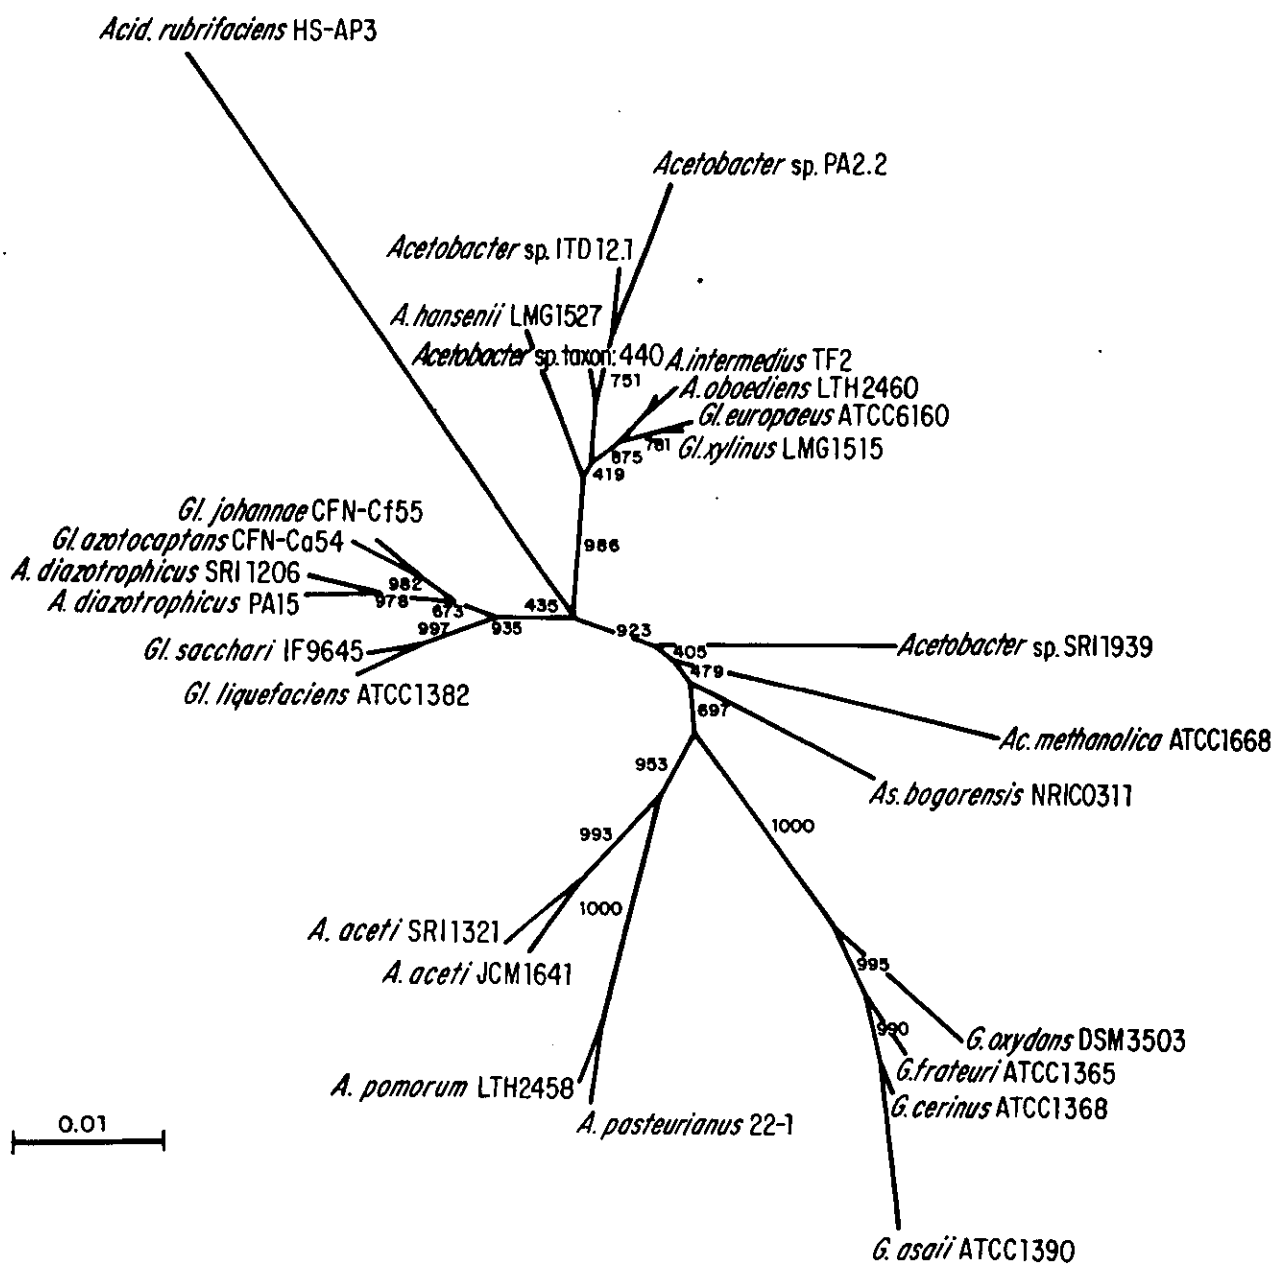 Acid. rubrifaciens HS-AP3
Acetobacter sp. PA2.2
Acetobacter sp. ITD12.1
A. hansenii LMG1527
Acetobacter sp. taxon: 440
A. intermedius TF2
751
A. oboediens LTH2460
Gl. europaeus ATCC6160
781
Gl. xylinus LMG1515
875
419
Gl. johannae CFN-Cf55
Gl. azotocaptans CFN-Ca54
986
A. diazotrophicus SRI1206
982
A. diazotrophicus PA15
978
673
435
997
935
923
Gl. sacchari IF9645
405
Acetobacter sp. SRI1939
479
Gl. liquefaciens ATCC1382
697
Ac. methanolica ATCC1668
953
As. bogorensis NRIC0311
993
1000
1000
A. aceti SRI1321
A. aceti JCM1641
995
990
G. oxydans DSM3503
G. frateuri ATCC1365
A. pomorum LTH2458
G. cerinus ATCC1368
A. pasteurianus 22-1
0.01
G. asaii ATCC1390